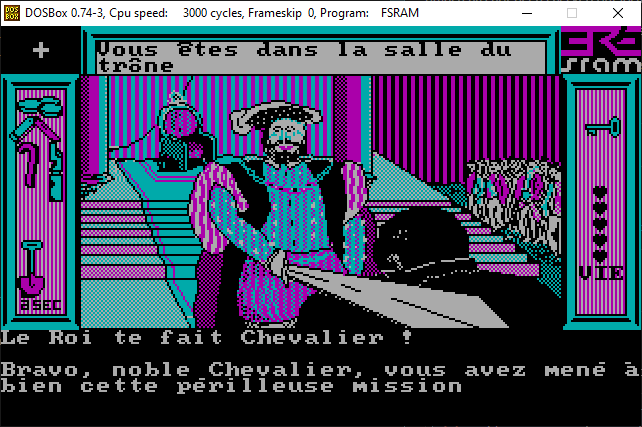 DOSBox 0.74-3, Cpu speed: 3000 cycles, Frameskip 0, Program: FSRAM
Vous êtes dans la salle du
trône
ERE
sram
VIE
Le Roi te fait Chevalier !
Bravo, noble Chevalier, vous avez mené à
bien cette périlleuse mission